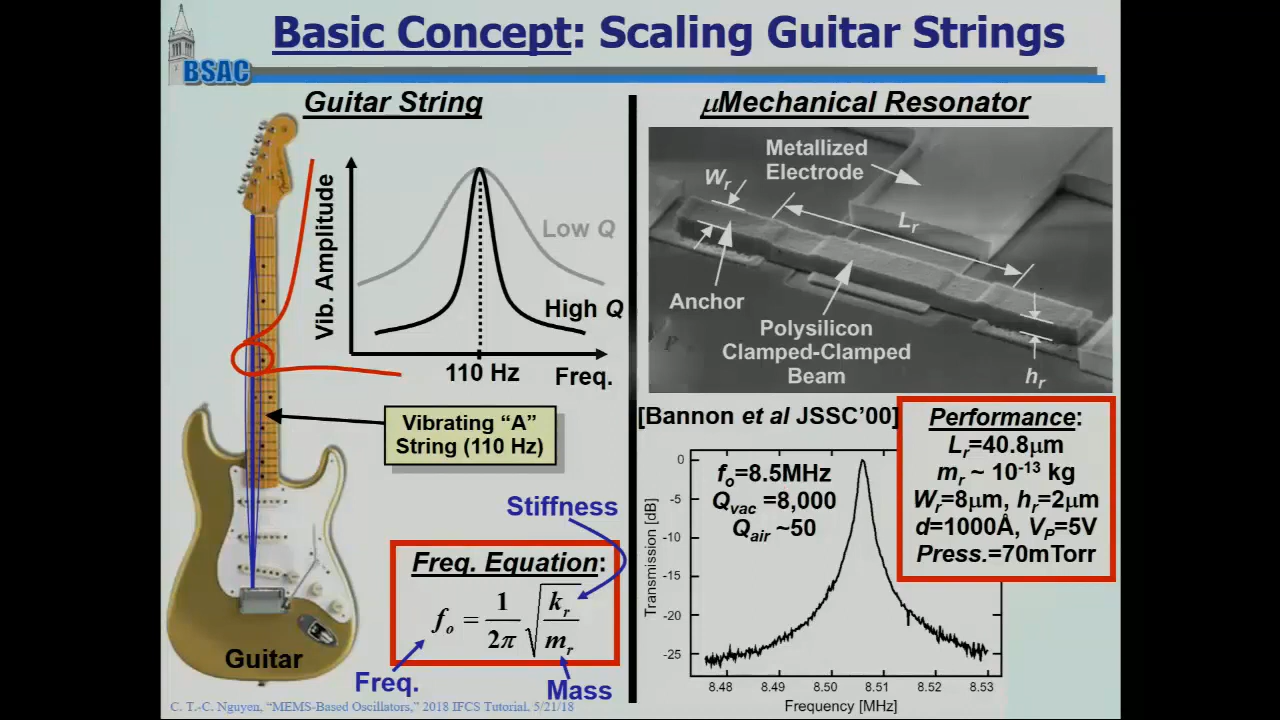 Basic Concept: Scaling Guitar Strings
BSAC
Guitar String
Vib. Amplitude
Low Q
High Q
110 Hz
Freq.
Vibrating “A”
String (110 Hz)
Stiffness
Freq. Equation:
fₒ = 1/2π √(kᵣ/mᵣ)
Freq.
Mass
Guitar
μMechanical Resonator
Metallized
Electrode
Wᵣ
Lᵣ
Anchor
Polysilicon
Clamped-Clamped
Beam
hᵣ
[Bannon et al JSSC’00]
Performance:
Lᵣ=40.8μm
mᵣ ~ 10⁻¹³ kg
Wᵣ=8μm, hᵣ=2μm
d=1000Å, V_P=5V
Press.=70mTorr
fₒ=8.5MHz
Q_vac =8,000
Q_air ~50
Transmission [dB]
0
-5
-10
-15
-20
-25
8.48 8.49 8.50 8.51 8.52 8.53
Frequency [MHz]
C. T.-C. Nguyen, “MEMS-Based Oscillators,” 2018 IFCS Tutorial, 5/21/18